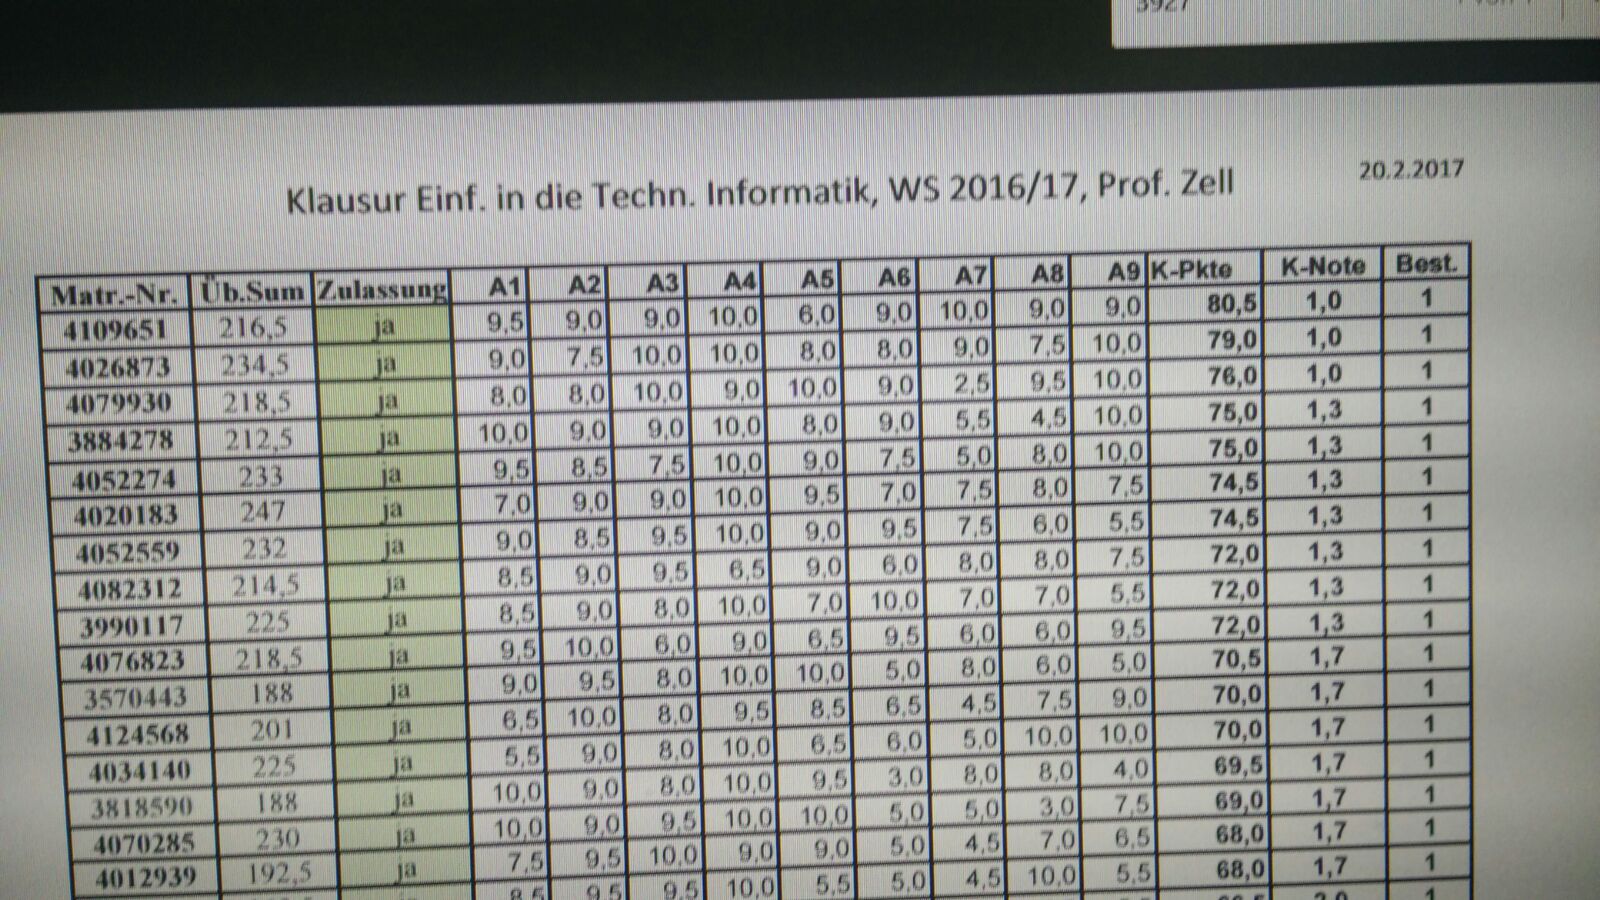 3927
Klausur Einf. in die Techn. Informatik, WS 2016/17, Prof. Zell 20.2.2017
Matr.-Nr. Üb.Sum Zulassung A1 A2 A3 A4 A5 A6 A7 A8 A9 K-Pkte K-Note Best.
4109651 216,5 ja 9,5 9,0 9,0 10,0 6,0 9,0 10,0 9,0 9,0 80,5 1,0 1
4026873 234,5 ja 9,0 7,5 10,0 10,0 8,0 8,0 9,0 7,5 10,0 79,0 1,0 1
4079930 218,5 ja 8,0 8,0 10,0 9,0 10,0 9,0 2,5 9,5 10,0 76,0 1,0 1
3884278 212,5 ja 10,0 9,0 9,0 10,0 8,0 9,0 5,5 4,5 10,0 75,0 1,3 1
4052274 233 ja 9,5 8,5 7,5 10,0 9,0 7,5 5,0 8,0 10,0 75,0 1,3 1
4020183 247 ja 7,0 9,0 9,0 10,0 9,5 7,0 7,5 8,0 7,5 74,5 1,3 1
4052559 232 ja 9,0 8,5 9,5 10,0 9,0 9,5 7,5 6,0 5,5 74,5 1,3 1
4082312 214,5 ja 8,5 9,0 9,5 6,5 9,0 6,0 8,0 8,0 7,5 72,0 1,3 1
3990117 225 ja 8,5 9,0 8,0 10,0 7,0 10,0 7,0 7,0 5,5 72,0 1,3 1
4076823 218,5 ja 9,5 10,0 6,0 9,0 6,5 9,5 6,0 6,0 9,5 72,0 1,3 1
3570443 188 ja 9,0 9,5 8,0 10,0 10,0 5,0 8,0 6,0 5,0 70,5 1,7 1
4124568 201 ja 6,5 10,0 8,0 9,5 8,5 6,5 4,5 7,5 9,0 70,0 1,7 1
4034140 225 ja 5,5 9,0 8,0 10,0 6,5 6,0 5,0 10,0 10,0 70,0 1,7 1
3818590 188 ja 10,0 9,0 8,0 10,0 9,5 3,0 8,0 8,0 4,0 69,5 1,7 1
4070285 230 ja 10,0 9,0 9,5 10,0 10,0 5,0 5,0 3,0 7,5 69,0 1,7 1
4012939 192,5 ja 7,5 9,5 10,0 9,0 9,0 5,0 4,5 7,0 6,5 68,0 1,7 1
8,5 9,5 9,5 10,0 5,5 5,0 4,5 10,0 5,5 68,0 1,7 1